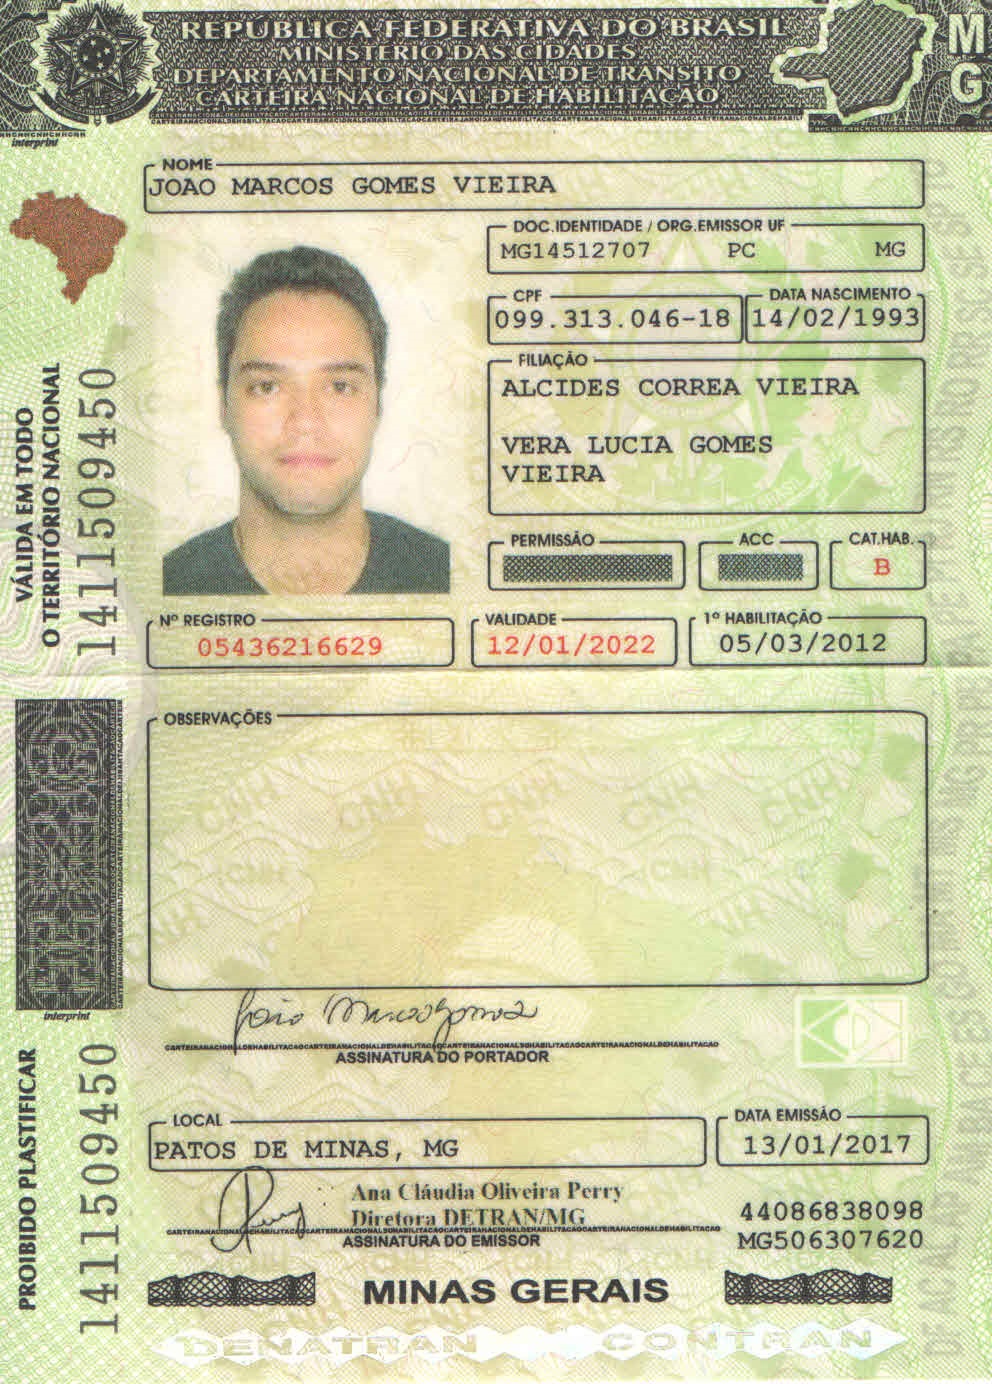 REPÚBLICA FEDERATIVA DO BRASIL
MINISTÉRIO DAS CIDADES
DEPARTAMENTO NACIONAL DE TRÂNSITO
CARTEIRA NACIONAL DE HABILITAÇÃO
MG
interprint
NOME
JOAO MARCOS GOMES VIEIRA
DOC.IDENTIDADE / ORG.EMISSOR UF
MG14512707 PC MG
CPF
099.313.046-18
DATA NASCIMENTO
14/02/1993
FILIAÇÃO
ALCIDES CORREA VIEIRA
VERA LUCIA GOMES
VIEIRA
PERMISSÃO
ACC
CAT.HAB.
B
Nº REGISTRO
05436216629
VALIDADE
12/01/2022
1º HABILITAÇÃO
05/03/2012
VÁLIDA EM TODO
O TERRITÓRIO NACIONAL
1411509450
OBSERVAÇÕES
interprint
João Marcos Gomes
ASSINATURA DO PORTADOR
LOCAL
PATOS DE MINAS, MG
DATA EMISSÃO
13/01/2017
Ana Cláudia Oliveira Perry
Diretora DETRAN/MG
ASSINATURA DO EMISSOR
44086838098
MG506307620
PROIBIDO PLASTIFICAR
1411509450
MINAS GERAIS
DENATRAN CONTRAN